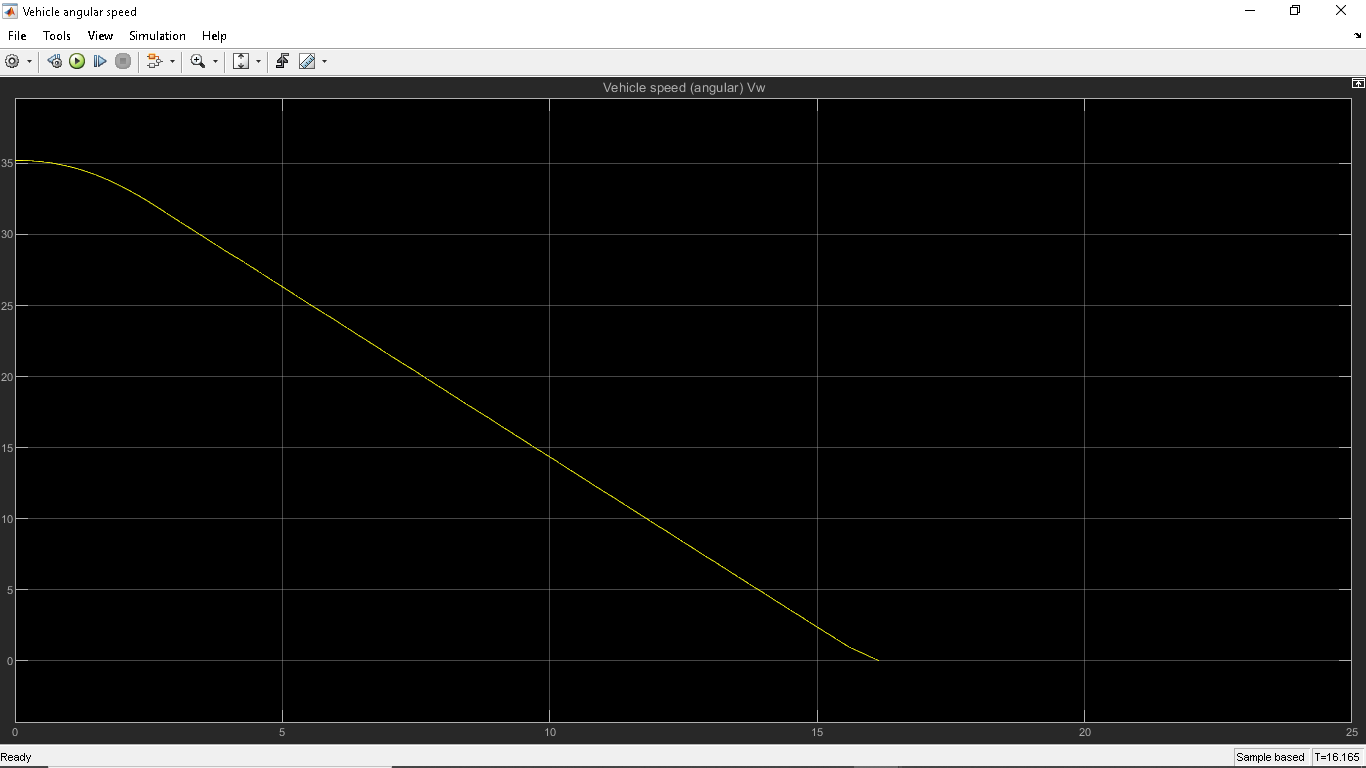 Vehicle angular speed
File Tools View Simulation Help
Vehicle speed (angular) Vw
35
30
25
20
15
10
5
0
0 5 10 15 20 25
Ready Sample based T=16.165